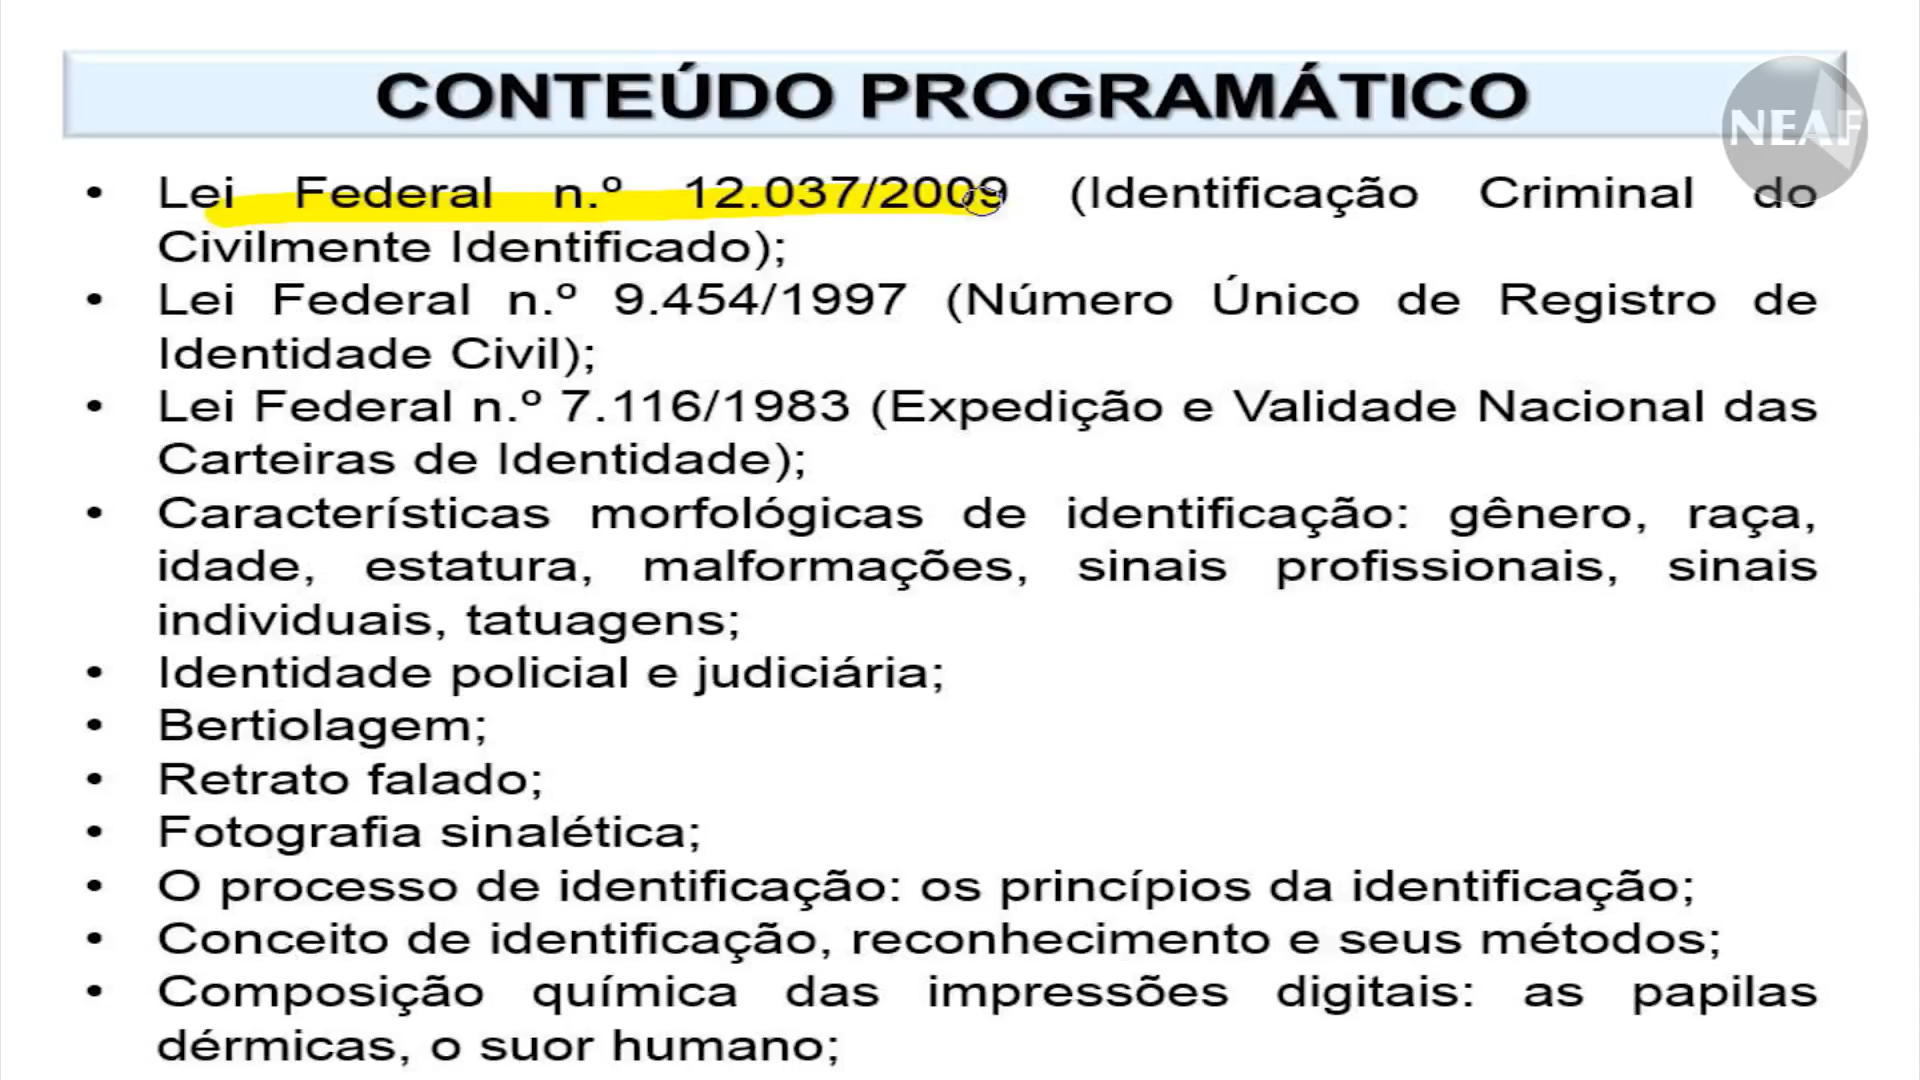 CONTEÚDO PROGRAMÁTICO
NEAF
• Lei Federal n.º 12.037/2009 (Identificação Criminal do
Civilmente Identificado);
• Lei Federal n.º 9.454/1997 (Número Único de Registro de
Identidade Civil);
• Lei Federal n.º 7.116/1983 (Expedição e Validade Nacional das
Carteiras de Identidade);
• Características morfológicas de identificação: gênero, raça,
idade, estatura, malformações, sinais profissionais, sinais
individuais, tatuagens;
• Identidade policial e judiciária;
• Bertiolagem;
• Retrato falado;
• Fotografia sinalética;
• O processo de identificação: os princípios da identificação;
• Conceito de identificação, reconhecimento e seus métodos;
• Composição química das impressões digitais: as papilas
dérmicas, o suor humano;